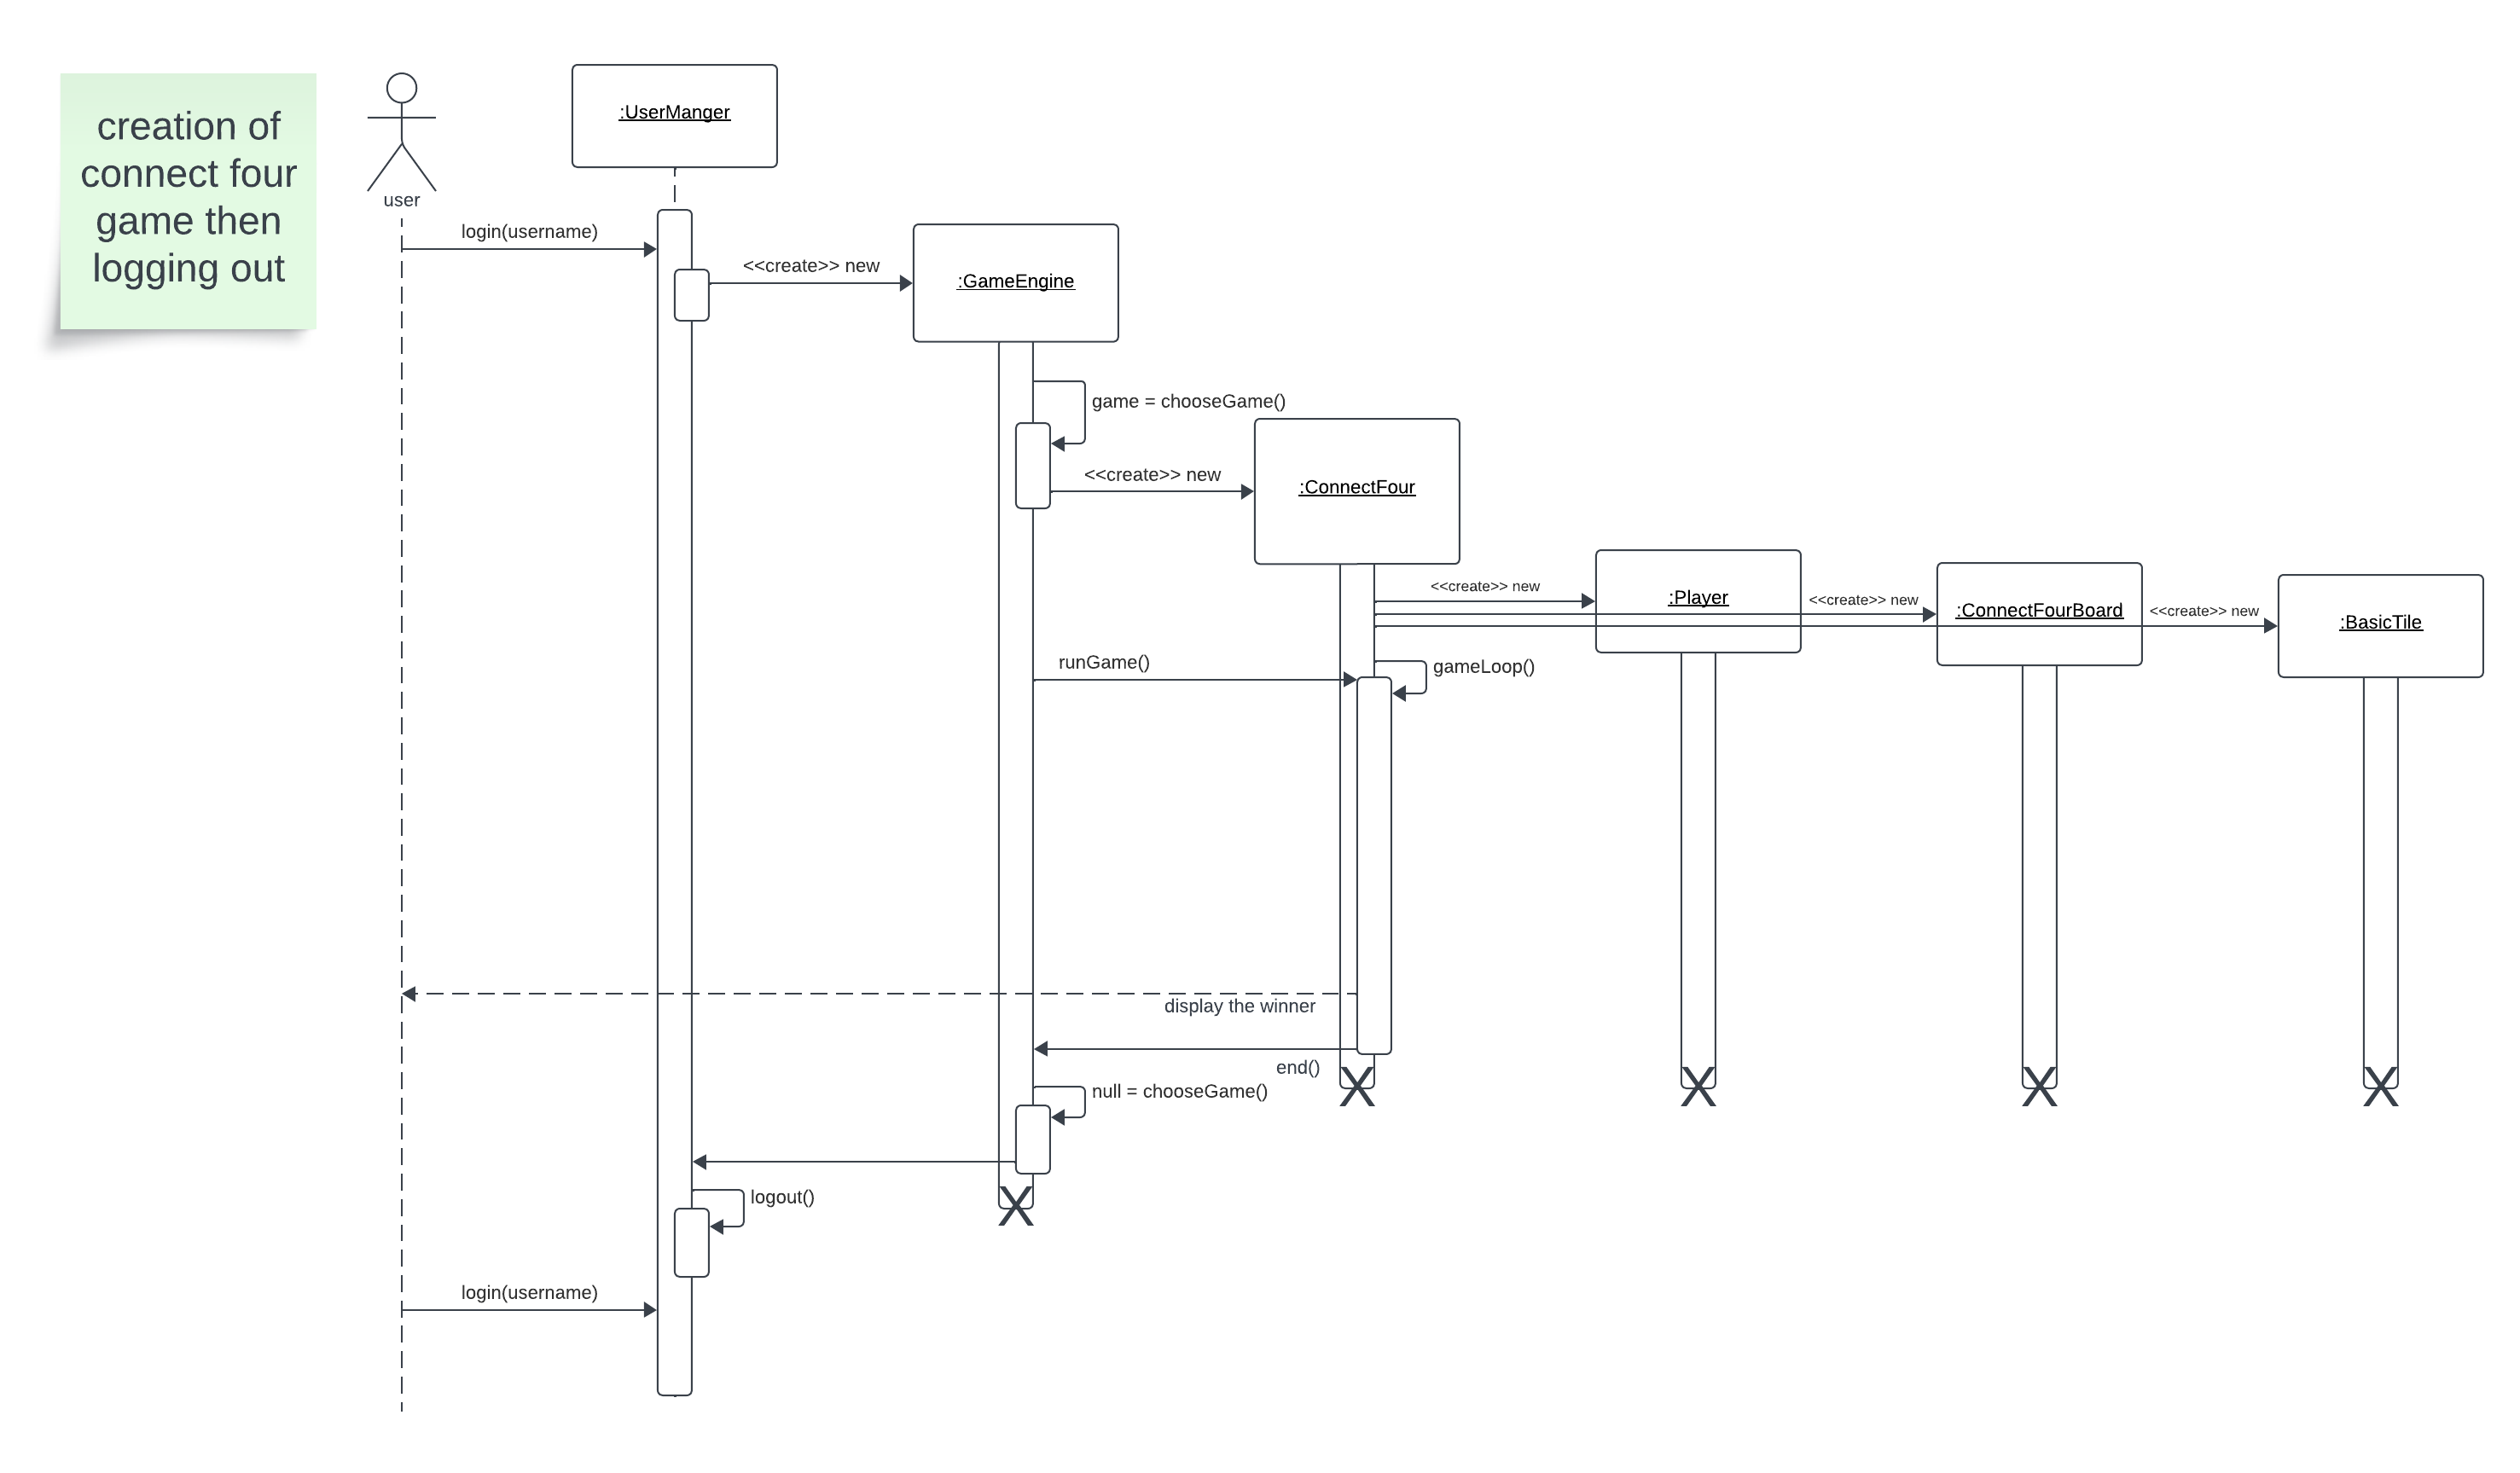 creation of
connect four
game then
logging out
user
:UserManger
login(username)
<<create>> new
:GameEngine
game = chooseGame()
<<create>> new
:ConnectFour
<<create>> new
:Player
<<create>> new
:ConnectFourBoard
<<create>> new
:BasicTile
runGame()
gameLoop()
display the winner
end()
null = chooseGame()
X
X
X
X
logout()
X
login(username)